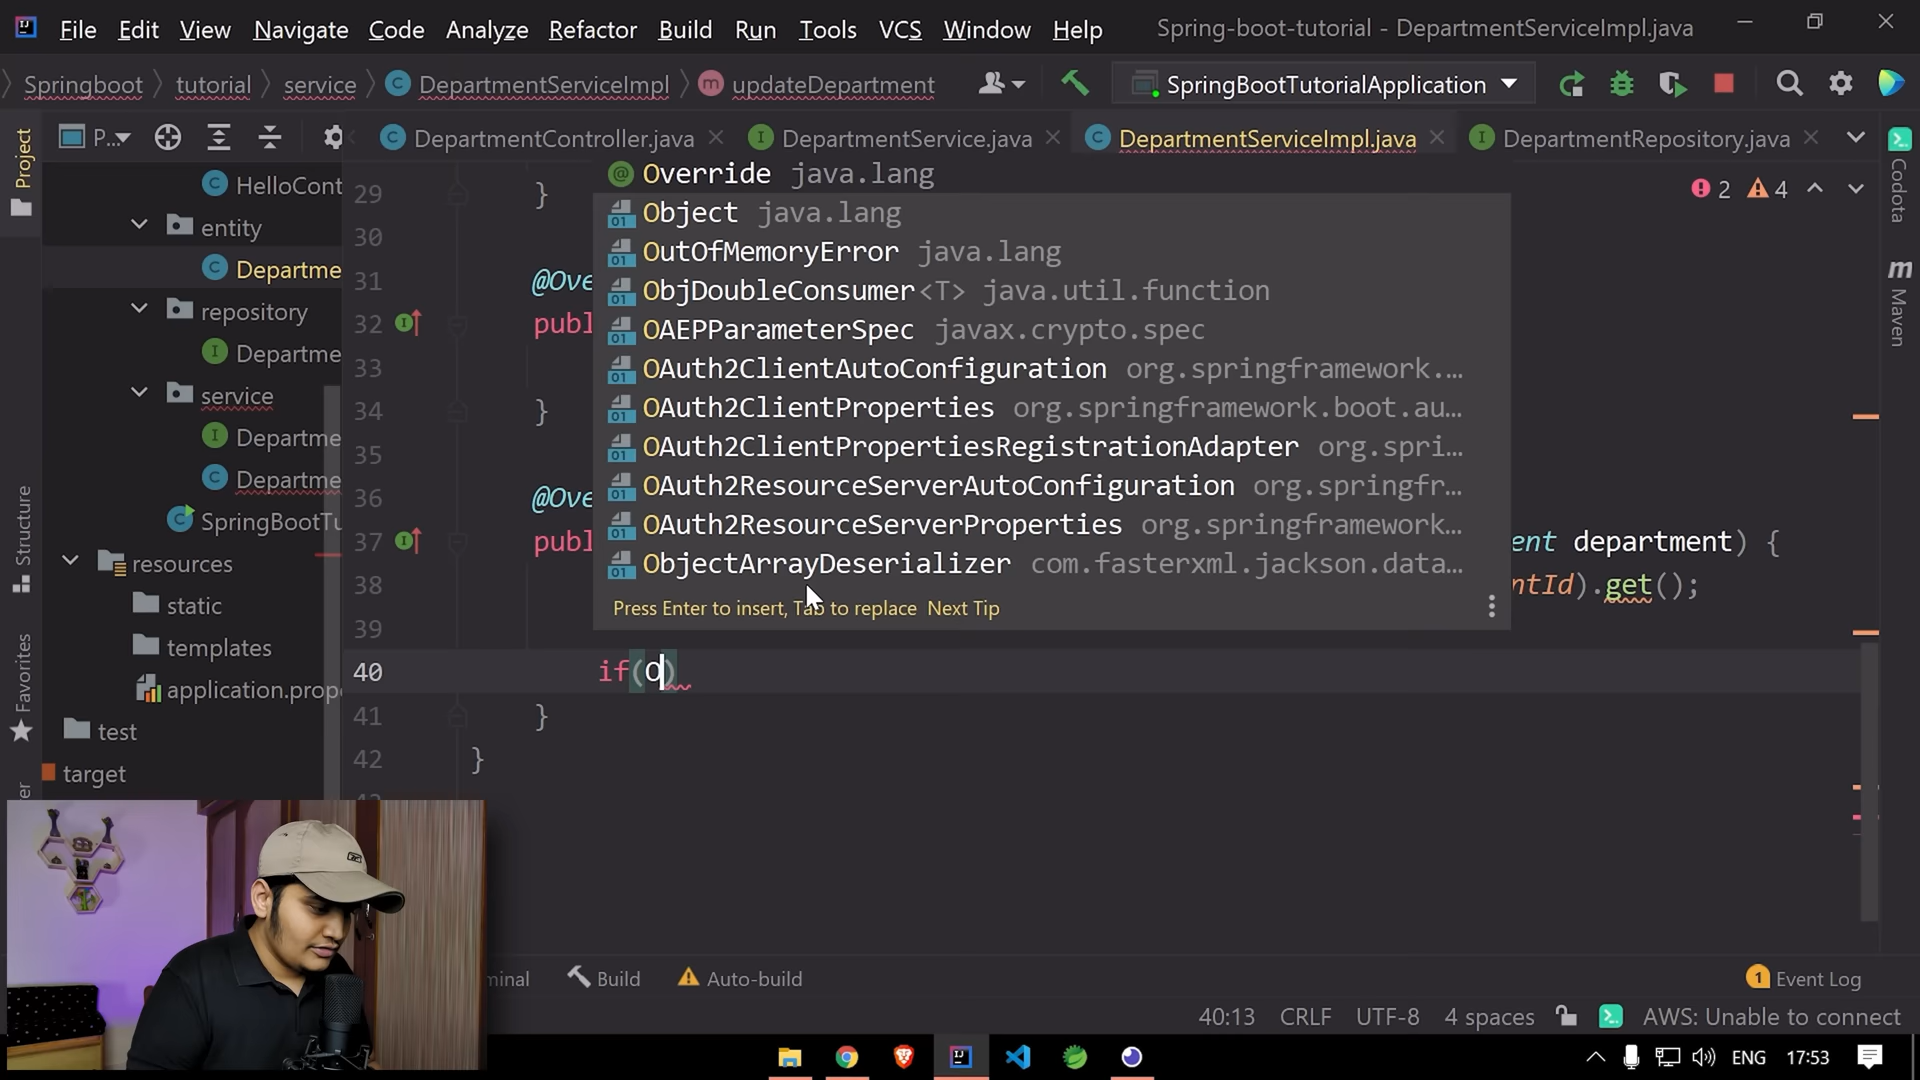 File Edit View Navigate Code Analyze Refactor Build Run Tools VCS Window Help Spring-boot-tutorial - DepartmentServiceImpl.java
Springboot tutorial service DepartmentServiceImpl updateDepartment SpringBootTutorialApplication
Project P... DepartmentController.java DepartmentService.java DepartmentServiceImpl.java DepartmentRepository.java
Codota
Maven
Structure
Favorites
HelloCont
entity
Departme
repository
Departme
service
Departme
Departme
SpringBootTu
resources
static
templates
application.prope
test
target
2 4
Override java.lang
Object java.lang
OutOfMemoryError java.lang
ObjDoubleConsumer<T> java.util.function
OAEPParameterSpec javax.crypto.spec
OAuth2ClientAutoConfiguration org.springframework....
OAuth2ClientProperties org.springframework.boot.au...
OAuth2ClientPropertiesRegistrationAdapter org.spri...
OAuth2ResourceServerAutoConfiguration org.springfr...
OAuth2ResourceServerProperties org.springframework...
ObjectArrayDeserializer com.fasterxml.jackson.data...
Press Enter to insert, Tab to replace Next Tip
29 }
30
31 @Ove
32 publ
33
34 }
35
36 @Ove
37 publ ent department) {
38 ntId).get();
39
40 if(O)
41 }
42 }
minal Build Auto-build 1 Event Log
40:13 CRLF UTF-8 4 spaces AWS: Unable to connect
ENG 17:53